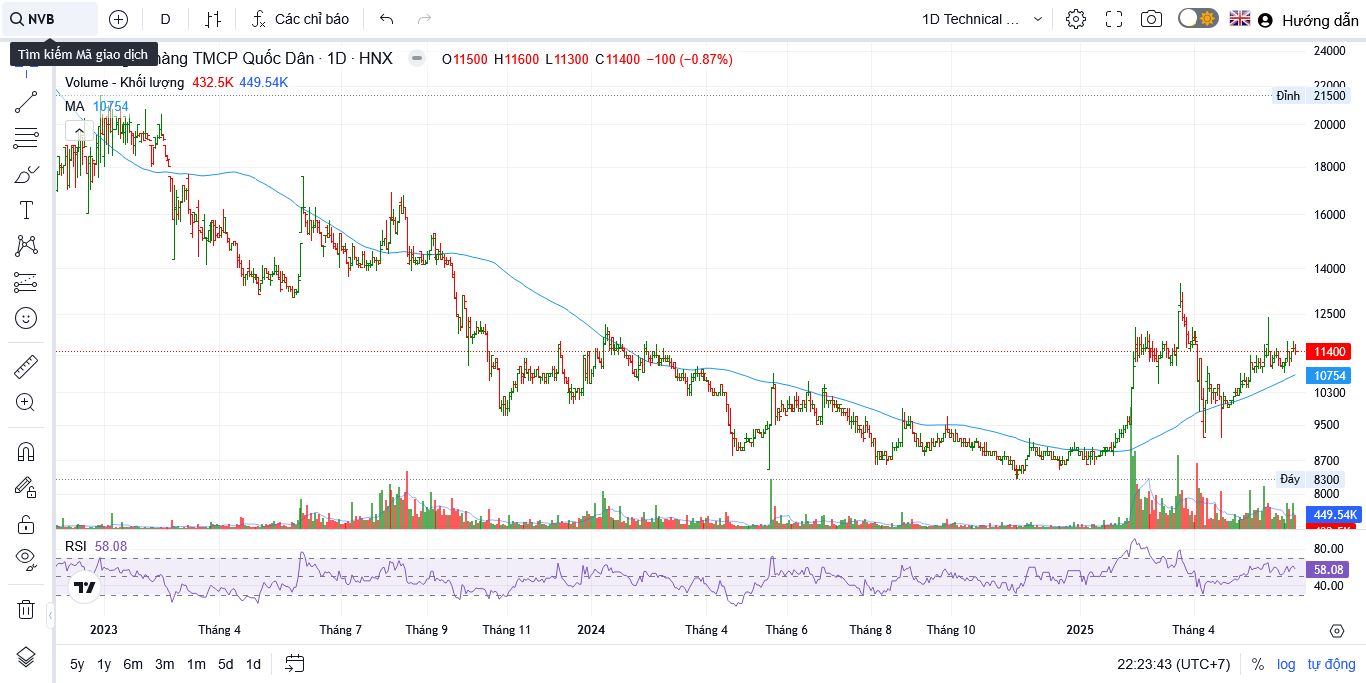 NVB
D
Các chỉ báo
1D Technical ...
Hướng dẫn
Tìm kiếm Mã giao dịch
hàng TMCP Quốc Dân · 1D · HNX
O11500 H11600 L11300 C11400 −100 (−0.87%)
Volume - Khối lượng 432.5K 449.54K
MA 10754
24000
22000
Đỉnh 21500
20000
18000
16000
14000
12500
11400
10754
10300
9500
8700
Đáy 8300
8000
449.54K
RSI 58.08
80.00
58.08
40.00
2023 Tháng 4 Tháng 7 Tháng 9 Tháng 11 2024 Tháng 4 Tháng 6 Tháng 8 Tháng 10 2025 Tháng 4
5y 1y 6m 3m 1m 5d 1d
22:23:43 (UTC+7) % log tự động